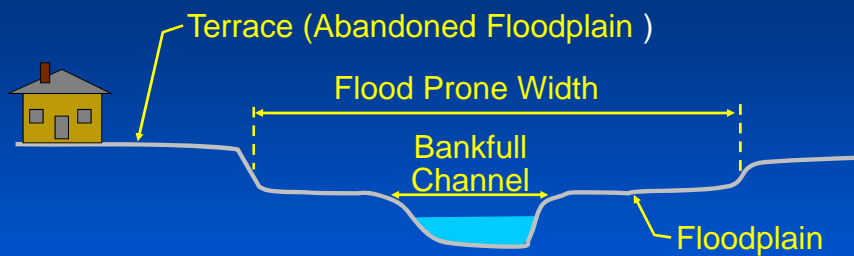 Terrace (Abandoned Floodplain )
Flood Prone Width
Bankfull
Channel
Floodplain